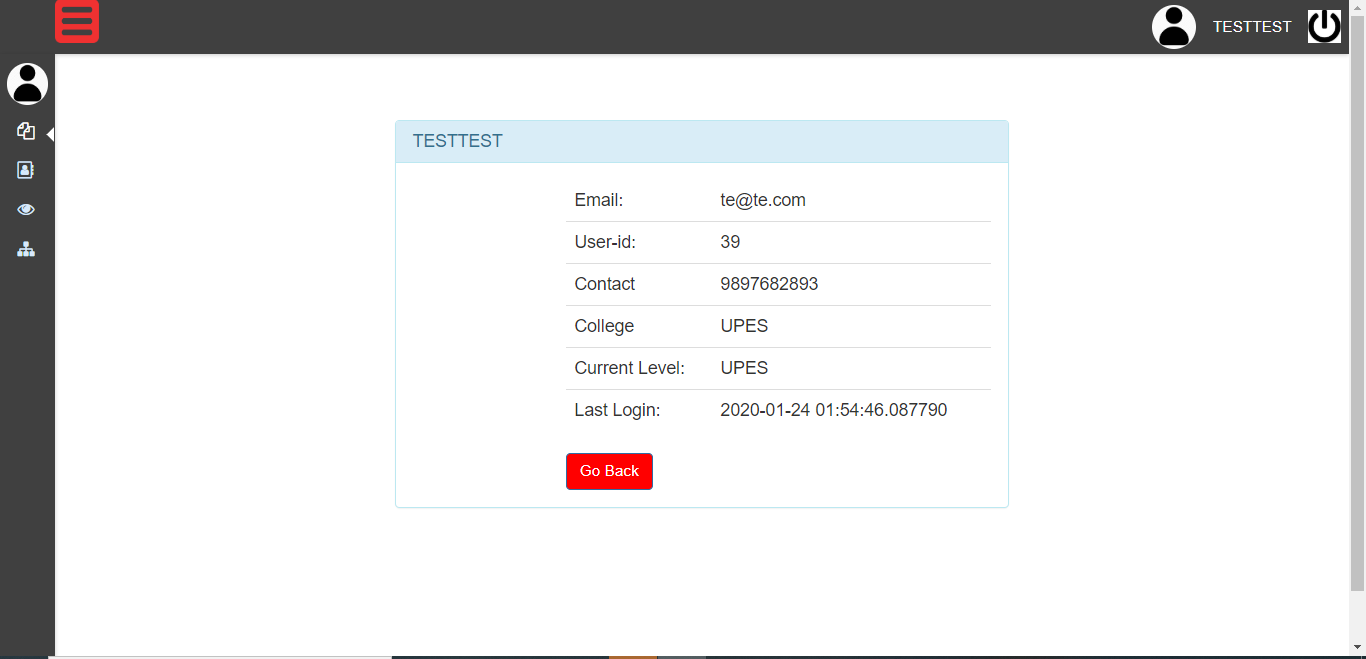 TESTTEST
TESTTEST
Email: te@te.com
User-id: 39
Contact 9897682893
College UPES
Current Level: UPES
Last Login: 2020-01-24 01:54:46.087790
Go Back